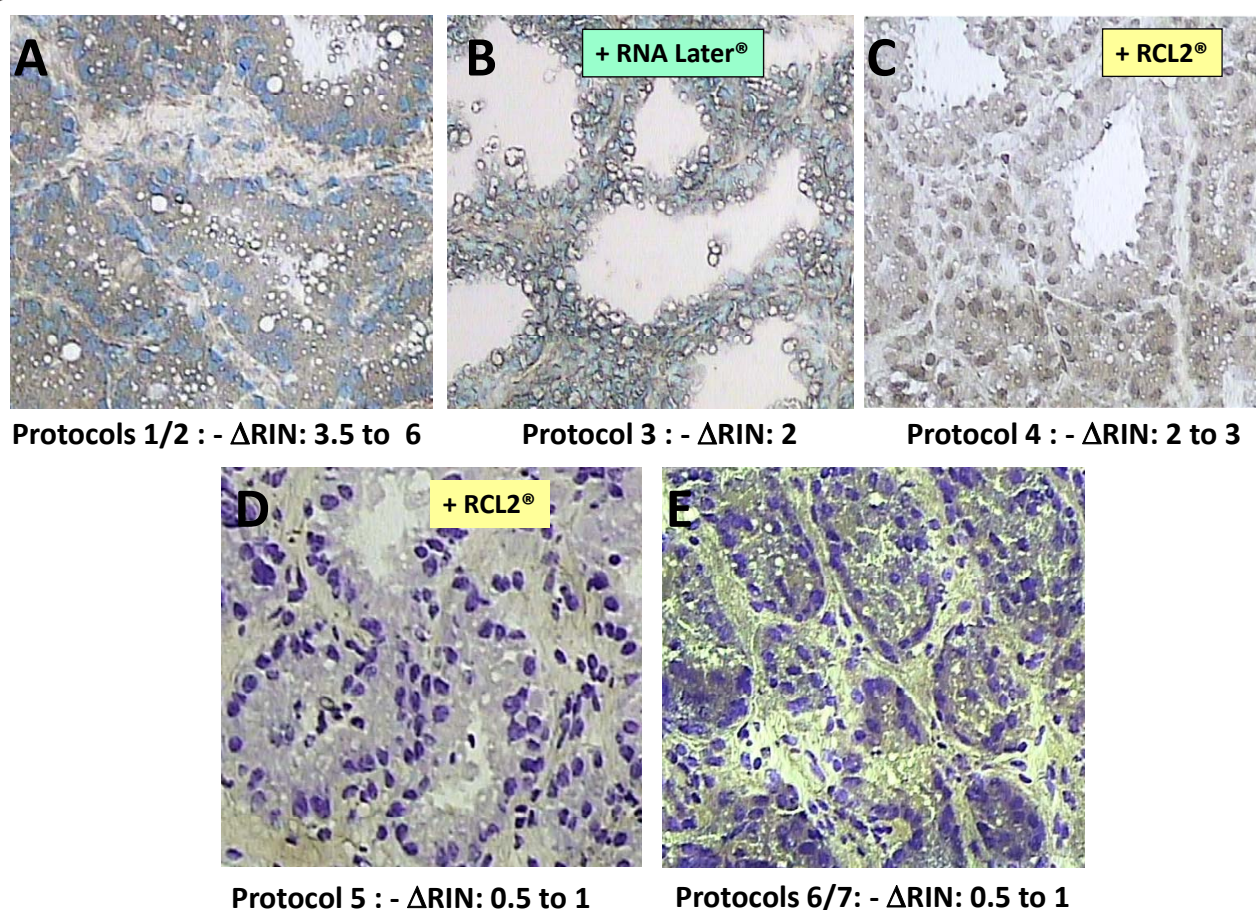 A
B
+ RNA Later®
C
+ RCL2®
Protocols 1/2 : - ΔRIN: 3.5 to 6
Protocol 3 : - ΔRIN: 2
Protocol 4 : - ΔRIN: 2 to 3
D
+ RCL2®
E
Protocol 5 : - ΔRIN: 0.5 to 1
Protocols 6/7: - ΔRIN: 0.5 to 1